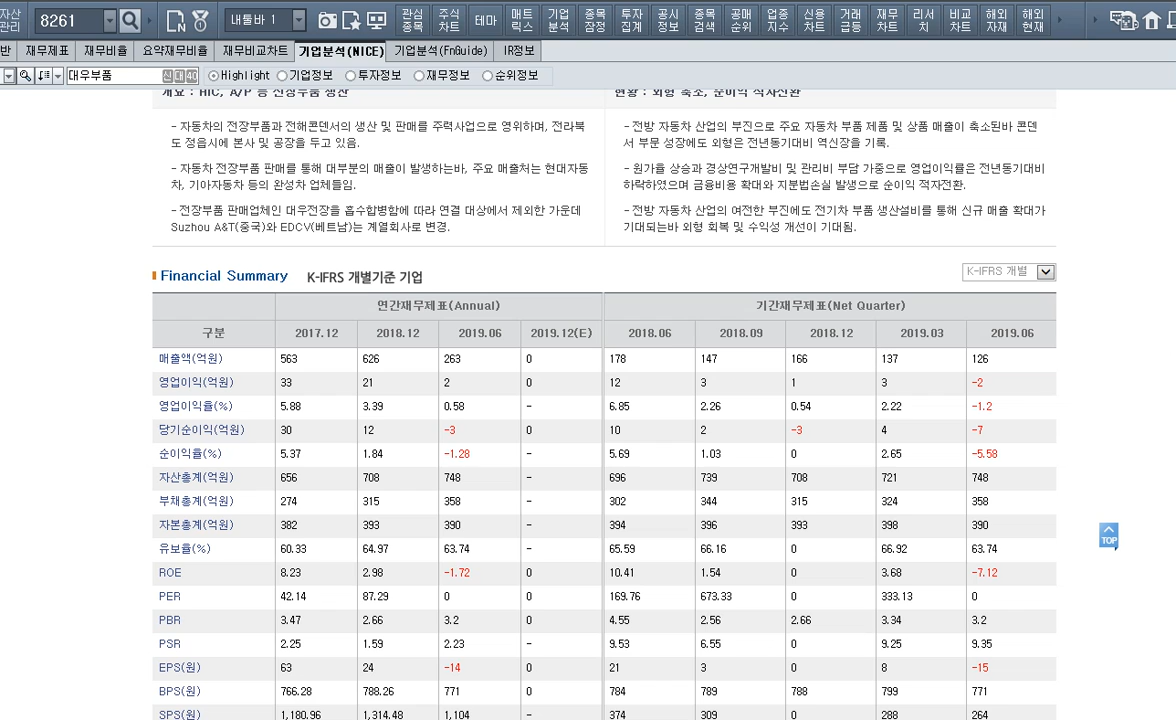 자산 관리 8261 내툴바 1 관심 종목 주식 차트 테마 매트 릭스 기업 분석 종목 검정 투자 집계 공시 정보 종목 검색 공매 순위 업종 지수 신용 차트 거래 급등 재무 차트 리서 치 비교 차트 해외 자재 해외 현재
반 재무제표 재무비율 요약재무비율 재무비교차트 기업분석(NICE) 기업분석(FnGuide) IR정보
대우부품 신 대 40 Highlight 기업정보 투자정보 재무정보 순위정보
개요 : HIC, A/P 등 전장부품 생산
- 자동차의 전장부품과 전해콘덴서의 생산 및 판매를 주력사업으로 영위하며, 전라북
도 정읍시에 본사 및 공장을 두고 있음.
- 자동차 전장부품 판매를 통해 대부분의 매출이 발생하는바, 주요 매출처는 현대자동
차, 기아자동차 등의 완성차 업체들임.
- 전장부품 판매업체인 대우전장을 흡수합병함에 따라 연결 대상에서 제외한 가운데
Suzhou A&T(중국)와 EDCV(베트남)는 계열회사로 변경.
현황 : 외형 축소, 순이익 적자전환
- 전방 자동차 산업의 부진으로 주요 자동차 부품 제품 및 상품 매출이 축소된바 콘덴
서 부문 성장에도 외형은 전년동기대비 역신장을 기록.
- 원가율 상승과 경상연구개발비 및 관리비 부담 가중으로 영업이익률은 전년동기대비
하락하였으며 금융비용 확대와 지분법손실 발생으로 순이익 적자전환.
- 전방 자동차 산업의 여전한 부진에도 전기차 부품 생산설비를 통해 신규 매출 확대가
기대되는바 외형 회복 및 수익성 개선이 기대됨.
Financial Summary K-IFRS 개별기준 기업 K-IFRS 개별
연간재무제표(Annual) 기간재무제표(Net Quarter)
구분 2017.12 2018.12 2019.06 2019.12(E) 2018.06 2018.09 2018.12 2019.03 2019.06
매출액(억원) 563 626 263 0 178 147 166 137 126
영업이익(억원) 33 21 2 0 12 3 1 3 -2
영업이익률(%) 5.88 3.39 0.58 - 6.85 2.26 0.54 2.22 -1.2
당기순이익(억원) 30 12 -3 0 10 2 -3 4 -7
순이익률(%) 5.37 1.84 -1.28 - 5.69 1.03 0 2.65 -5.58
자산총계(억원) 656 708 748 - 696 739 708 721 748
부채총계(억원) 274 315 358 - 302 344 315 324 358
자본총계(억원) 382 393 390 - 394 396 393 398 390
유보율(%) 60.33 64.97 63.74 - 65.59 66.16 0 66.92 63.74
ROE 8.23 2.98 -1.72 0 10.41 1.54 0 3.68 -7.12
PER 42.14 87.29 0 0 169.76 673.33 0 333.13 0
PBR 3.47 2.66 3.2 0 4.55 2.56 2.66 3.34 3.2
PSR 2.25 1.59 2.23 - 9.53 6.55 0 9.25 9.35
EPS(원) 63 24 -14 0 21 3 0 8 -15
BPS(원) 766.28 788.26 771 0 784 789 788 799 771
SPS(원) 1,180.96 1,314.48 1,104 - 374 309 0 288 264
TOP